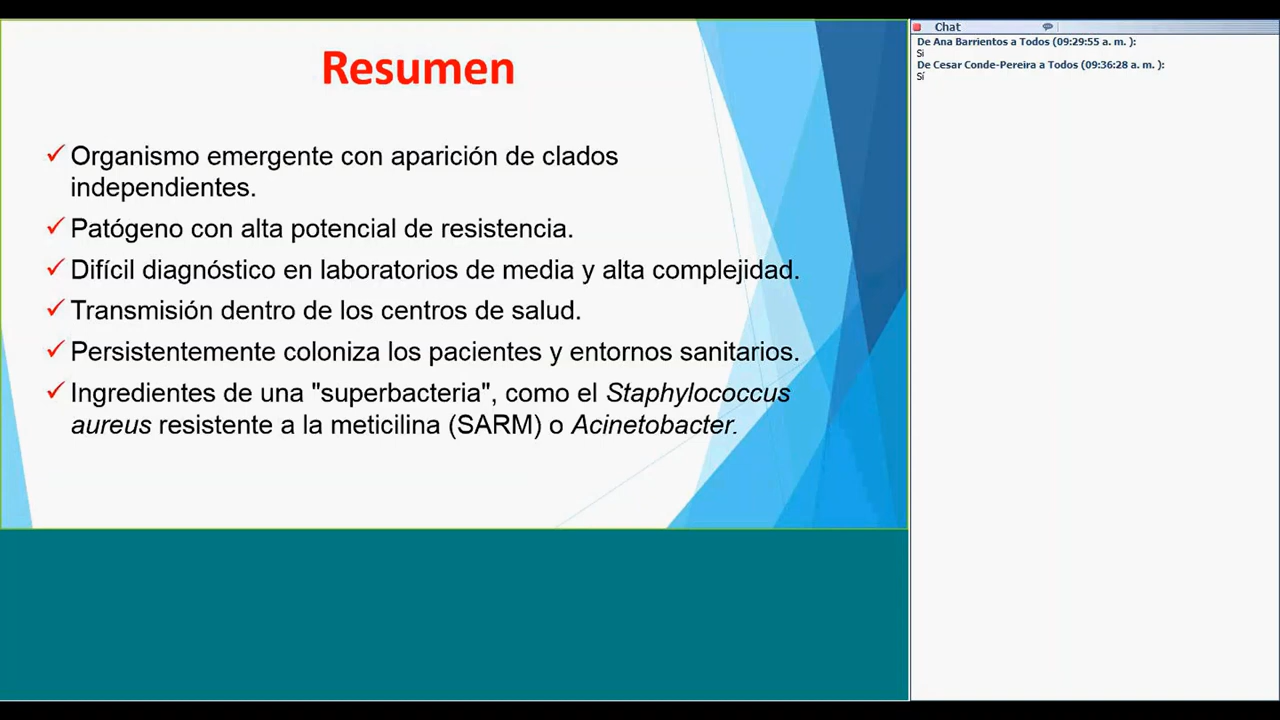 Resumen
✓ Organismo emergente con aparición de clados
independientes.
✓ Patógeno con alta potencial de resistencia.
✓ Difícil diagnóstico en laboratorios de media y alta complejidad.
✓ Transmisión dentro de los centros de salud.
✓ Persistentemente coloniza los pacientes y entornos sanitarios.
✓ Ingredientes de una "superbacteria", como el Staphylococcus
aureus resistente a la meticilina (SARM) o Acinetobacter.
Chat
De Ana Barrientos a Todos (09:29:55 a. m. ):
Si
De Cesar Conde-Pereira a Todos (09:36:28 a. m. ):
Sí